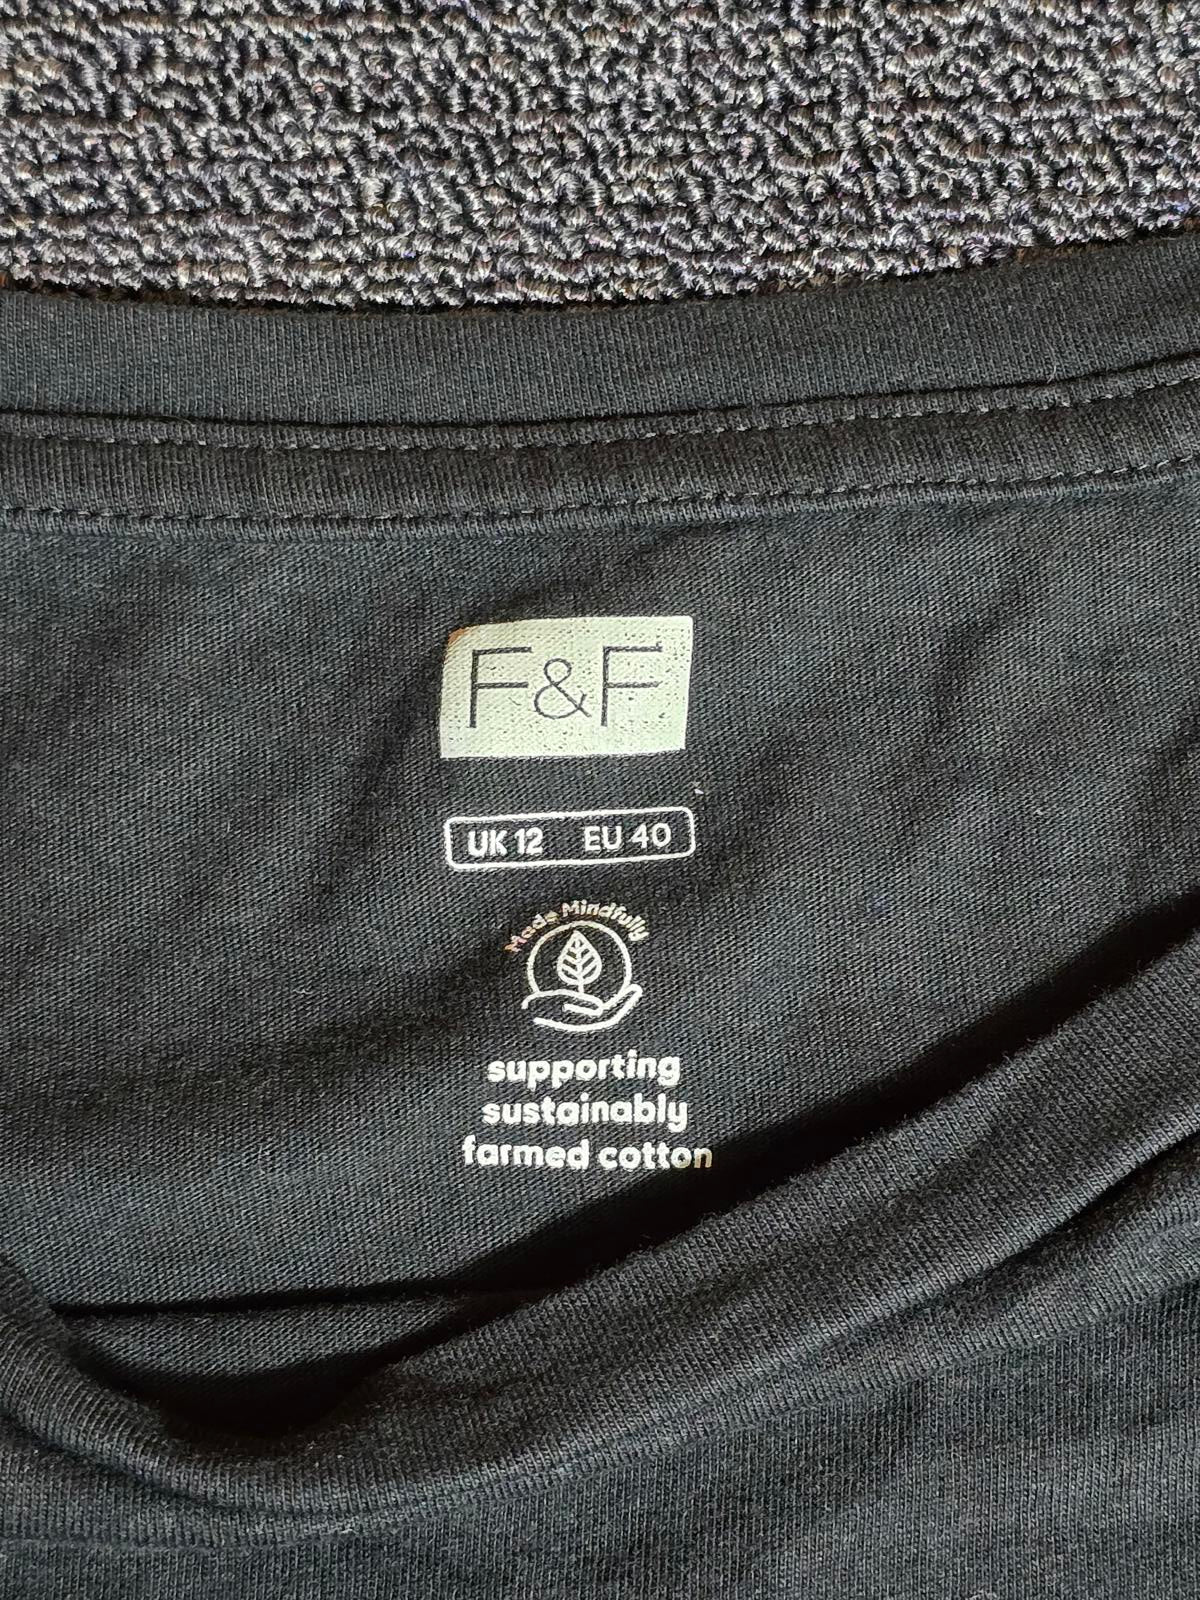 F&F
UK 12 EU 40
Made Mindfully
supporting
sustainably
farmed cotton